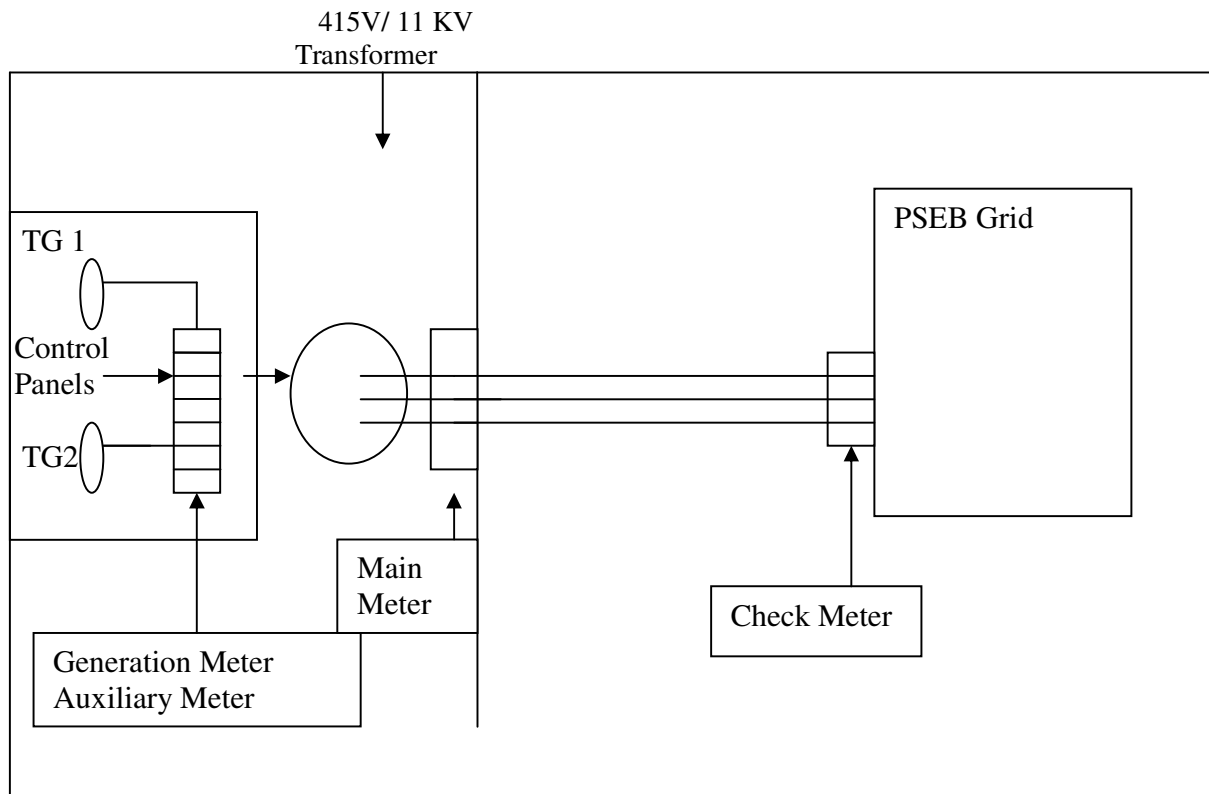 415V/ 11 KV
Transformer
PSEB Grid
TG 1
Control
Panels
TG2
Main
Meter
Check Meter
Generation Meter
Auxiliary Meter